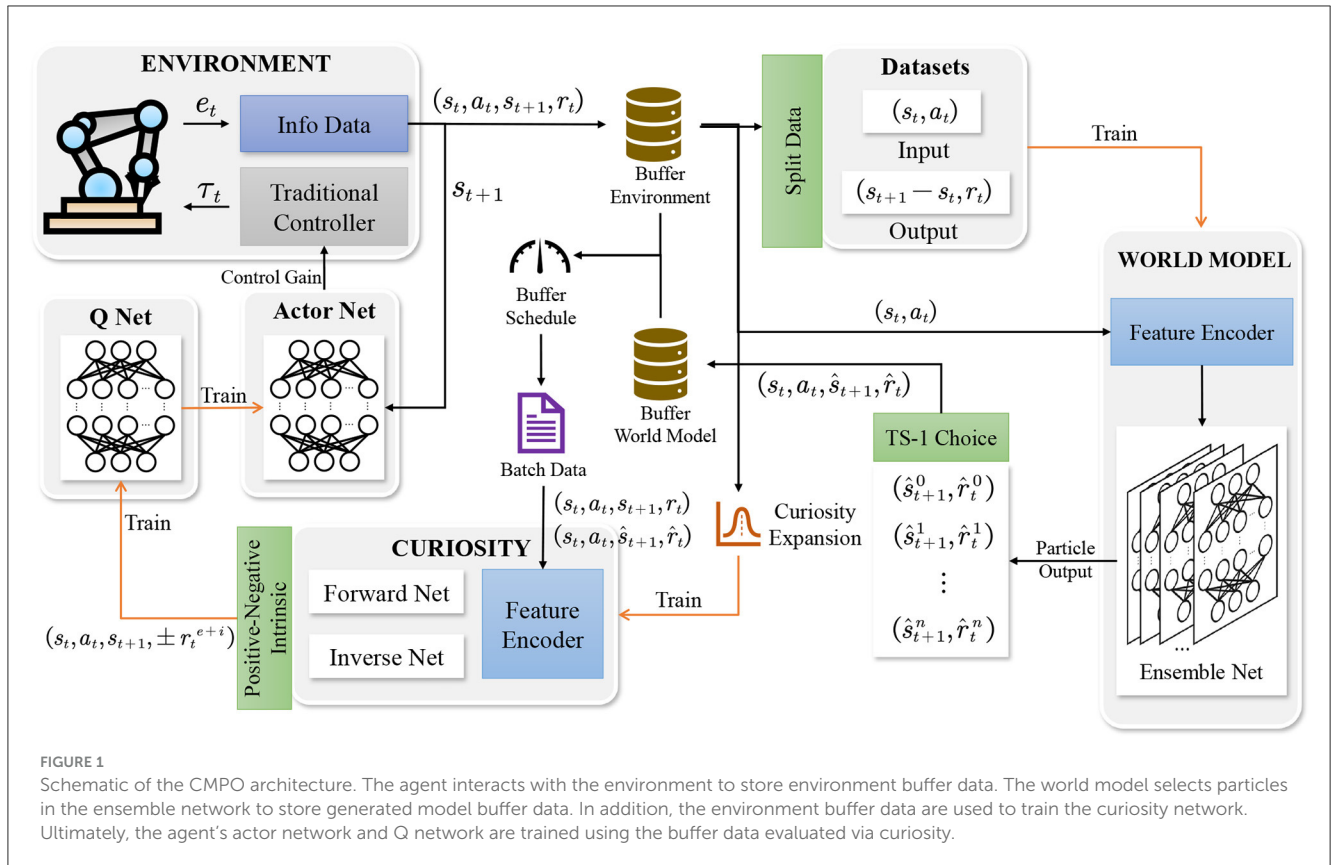 ENVIRONMENT
e_t
Info Data
τ_t
Traditional
Controller
(s_t, a_t, s_{t+1}, r_t)
s_{t+1}
Buffer
Environment
Split Data
Datasets
(s_t, a_t)
Input
(s_{t+1} − s_t, r_t)
Output
Train
Control Gain
Q Net
Train
Actor Net
Buffer
Schedule
Batch Data
Buffer
World Model
(s_t, a_t)
(s_t, a_t, ŝ_{t+1}, r̂_t)
WORLD MODEL
Feature Encoder
Ensemble Net
...
Particle
Output
TS-1 Choice
(ŝ^0_{t+1}, r̂^0_t)
(ŝ^1_{t+1}, r̂^1_t)
⋮
(ŝ^n_{t+1}, r̂^n_t)
(s_t, a_t, s_{t+1}, r_t)
(s_t, a_t, ŝ_{t+1}, r̂_t)
Curiosity
Expansion
Train
CURIOSITY
Forward Net
Inverse Net
Feature
Encoder
Positive-Negative
Intrinsic
Train
(s_t, a_t, s_{t+1}, ± r_t^{e+i})
FIGURE 1
Schematic of the CMPO architecture. The agent interacts with the environment to store environment buffer data. The world model selects particles
in the ensemble network to store generated model buffer data. In addition, the environment buffer data are used to train the curiosity network.
Ultimately, the agent's actor network and Q network are trained using the buffer data evaluated via curiosity.